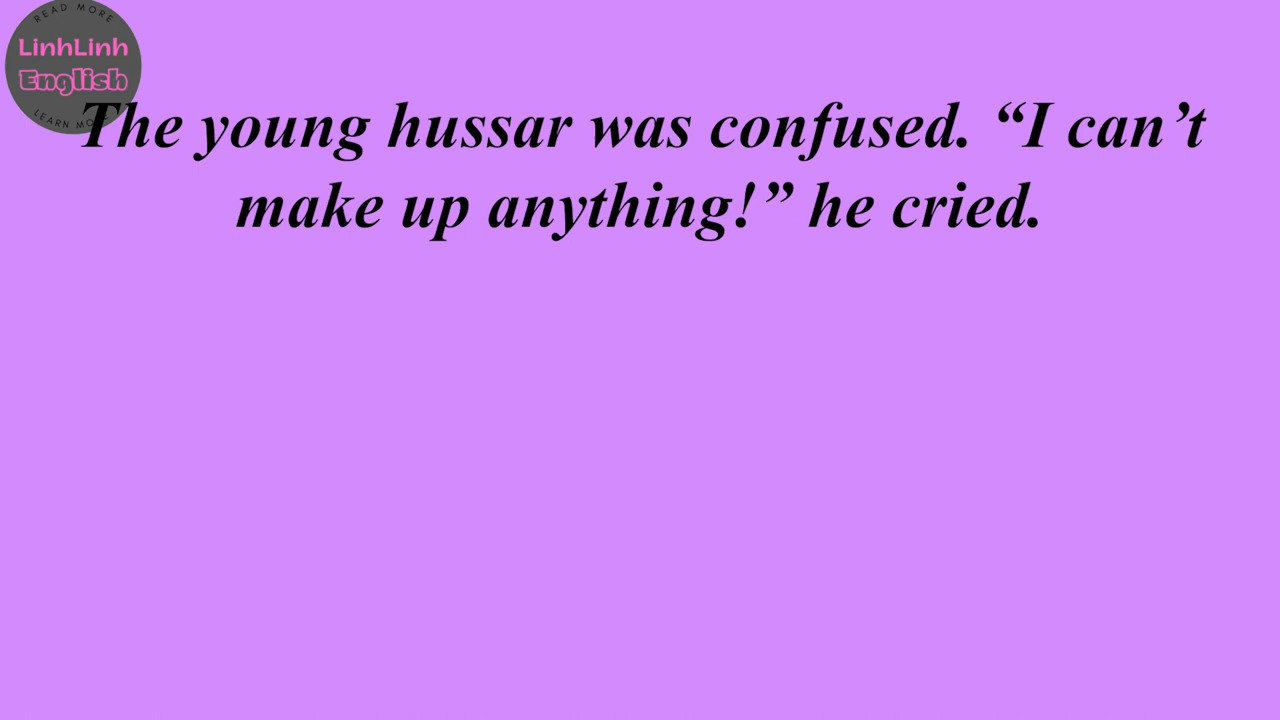 READ MORE
LinhLinh
English
LEARN MORE
The young hussar was confused. “I can’t
make up anything!” he cried.